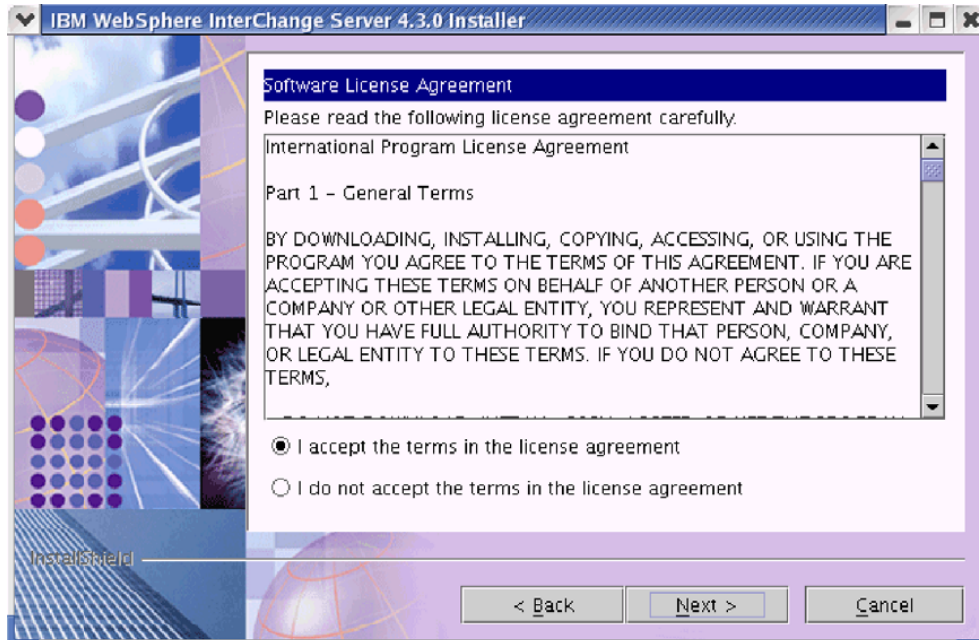 IBM WebSphere InterChange Server 4.3.0 Installer
Software License Agreement
Please read the following license agreement carefully.
International Program License Agreement
Part 1 – General Terms
BY DOWNLOADING, INSTALLING, COPYING, ACCESSING, OR USING THE
PROGRAM YOU AGREE TO THE TERMS OF THIS AGREEMENT. IF YOU ARE
ACCEPTING THESE TERMS ON BEHALF OF ANOTHER PERSON OR A
COMPANY OR OTHER LEGAL ENTITY, YOU REPRESENT AND WARRANT
THAT YOU HAVE FULL AUTHORITY TO BIND THAT PERSON, COMPANY,
OR LEGAL ENTITY TO THESE TERMS. IF YOU DO NOT AGREE TO THESE
TERMS,
I accept the terms in the license agreement
I do not accept the terms in the license agreement
InstallShield
< Back
Next >
Cancel